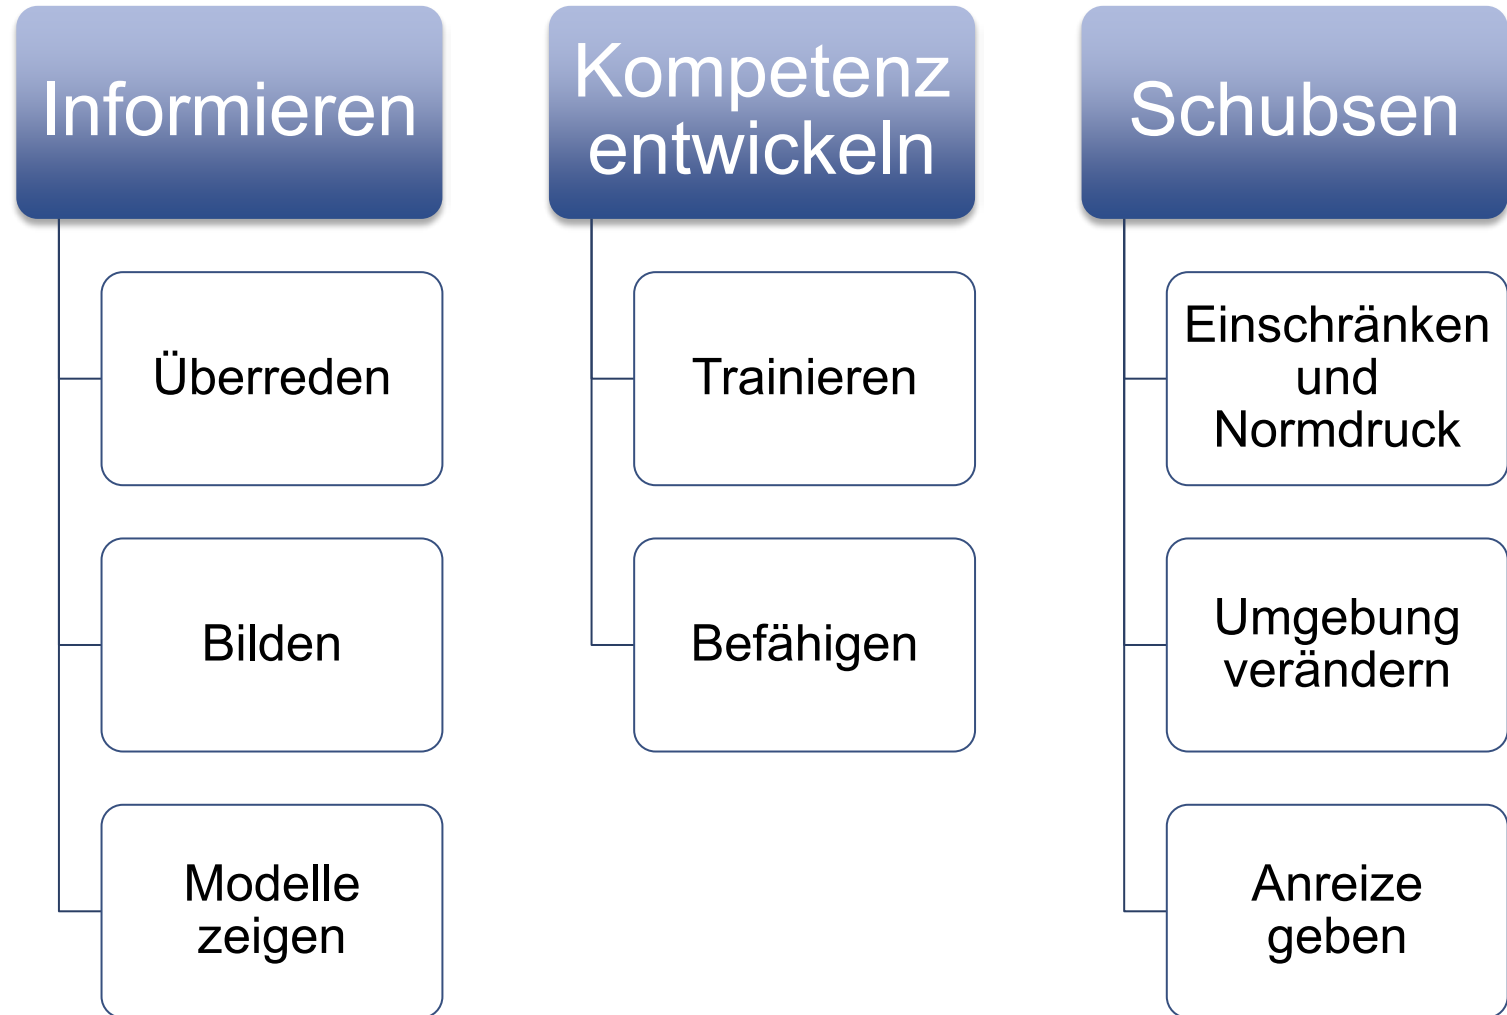 Informieren
Überreden
Bilden
Modelle
zeigen
Kompetenz
entwickeln
Trainieren
Befähigen
Schubsen
Einschränken
und
Normdruck
Umgebung
verändern
Anreize
geben